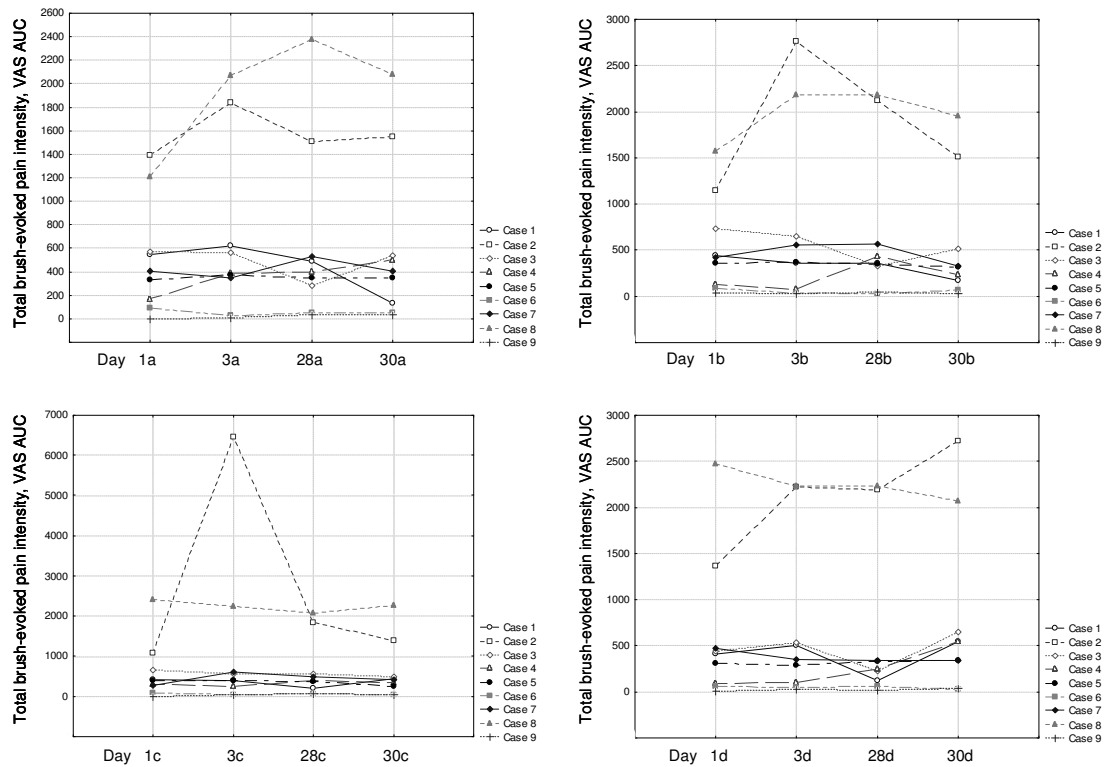 Total brush-evoked pain intensity, VAS AUC
2600
2400
2200
2000
1800
1600
1400
1200
1000
800
600
400
200
0
Day 1a 3a 28a 30a
Case 1
Case 2
Case 3
Case 4
Case 5
Case 6
Case 7
Case 8
Case 9
Total brush-evoked pain intensity, VAS AUC
3000
2500
2000
1500
1000
500
0
-500
Day 1b 3b 28b 30b
Case 1
Case 2
Case 3
Case 4
Case 5
Case 6
Case 7
Case 8
Case 9
Total brush-evoked pain intensity, VAS AUC
7000
6000
5000
4000
3000
2000
1000
0
-1000
Day 1c 3c 28c 30c
Case 1
Case 2
Case 3
Case 4
Case 5
Case 6
Case 7
Case 8
Case 9
Total brush-evoked pain intensity, VAS AUC
3000
2500
2000
1500
1000
500
0
-500
Day 1d 3d 28d 30d
Case 1
Case 2
Case 3
Case 4
Case 5
Case 6
Case 7
Case 8
Case 9